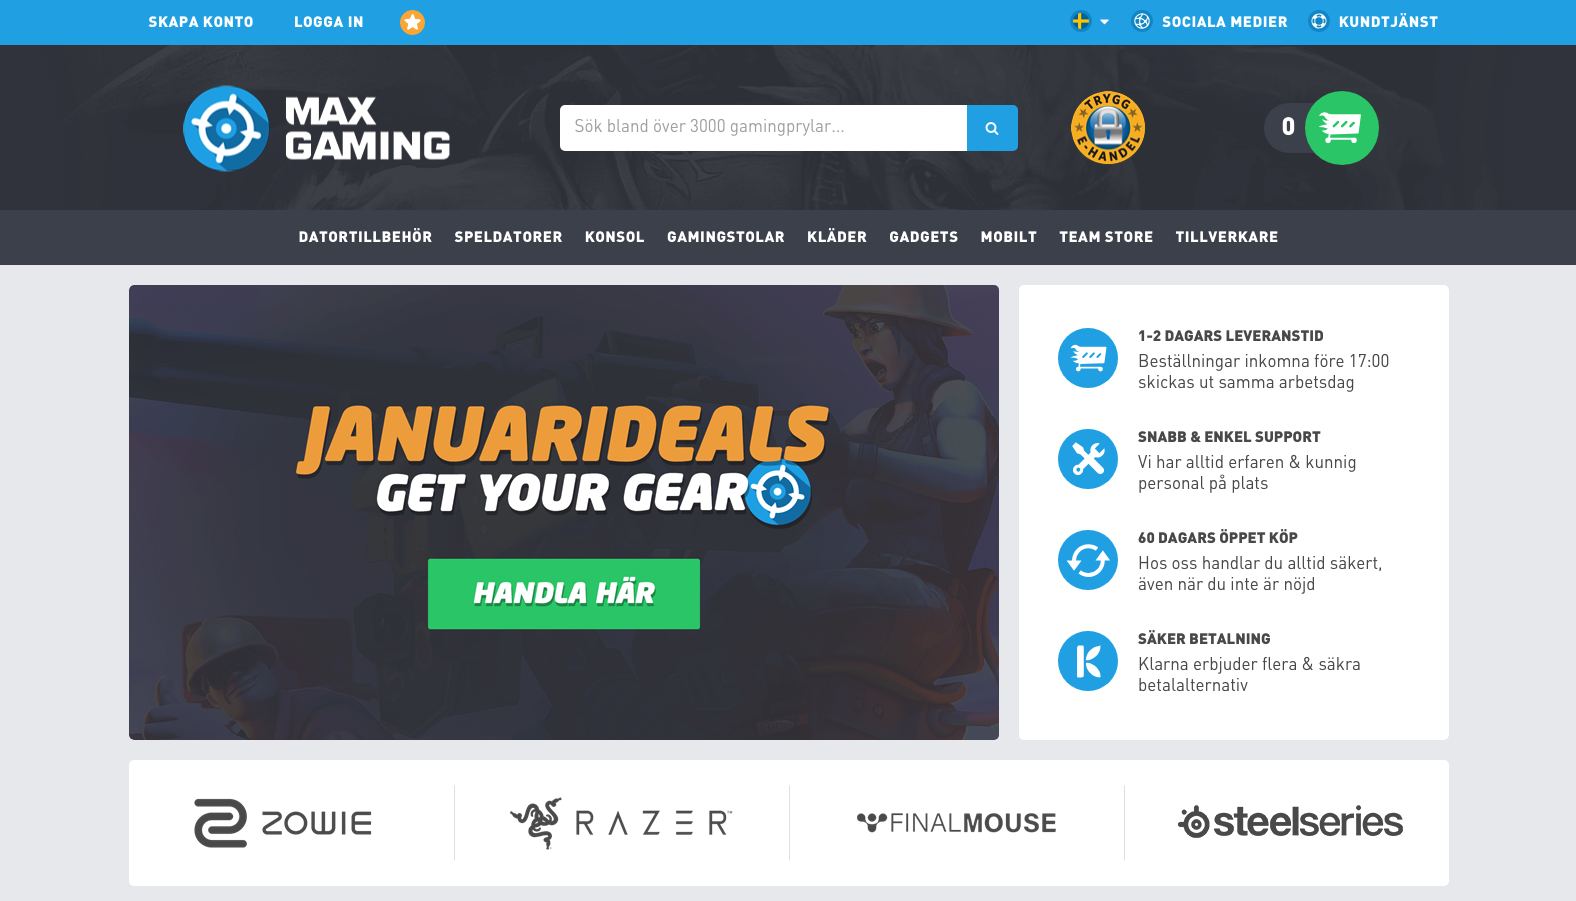 SKAPA KONTO
LOGGA IN
SOCIALA MEDIER
KUNDTJÄNST
MAX
GAMING
Sök bland över 3000 gamingprylar...
TRYGG
E-HANDEL
0
DATORTILLBEHÖR
SPELDATORER
KONSOL
GAMINGSTOLAR
KLÄDER
GADGETS
MOBILT
TEAM STORE
TILLVERKARE
JANUARIDEALS
GET YOUR GEAR
HANDLA HÄR
1-2 DAGARS LEVERANSTID
Beställningar inkomna före 17:00
skickas ut samma arbetsdag
SNABB & ENKEL SUPPORT
Vi har alltid erfaren & kunnig
personal på plats
60 DAGARS ÖPPET KÖP
Hos oss handlar du alltid säkert,
även när du inte är nöjd
SÄKER BETALNING
Klarna erbjuder flera & säkra
betalalternativ
ZOWIE
RAZER™
FINALMOUSE
steelseries